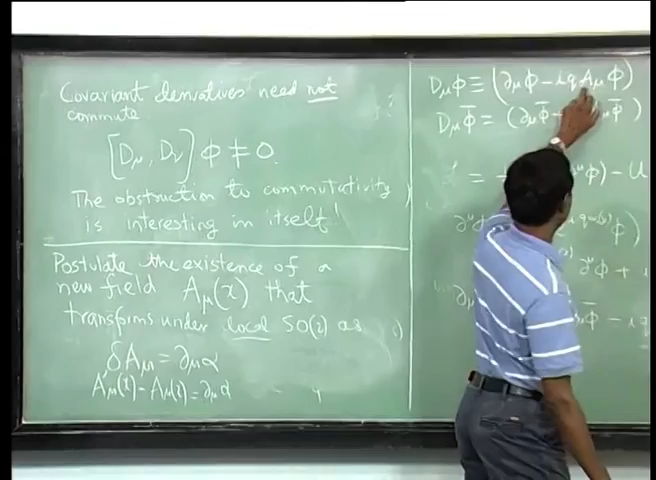 Covariant derivatives need not
commute
[D_μ, D_ν] ϕ ≠ 0.
The obstruction to commutativity
is interesting in itself!
Postulate the existence of a
new field A_μ(x) that
transforms under local SO(2) as
δA_μ = ∂_μ α
A'_μ(x) - A_μ(x) = ∂_μ α
D_μ ϕ ≡ (∂_μ ϕ - iq A_μ ϕ)
D_μ ϕ̅ = (∂_μ ϕ̅ ϕ̅)
= ϕ) - U
ϕ)
ϕ +
ϕ̅ - iq